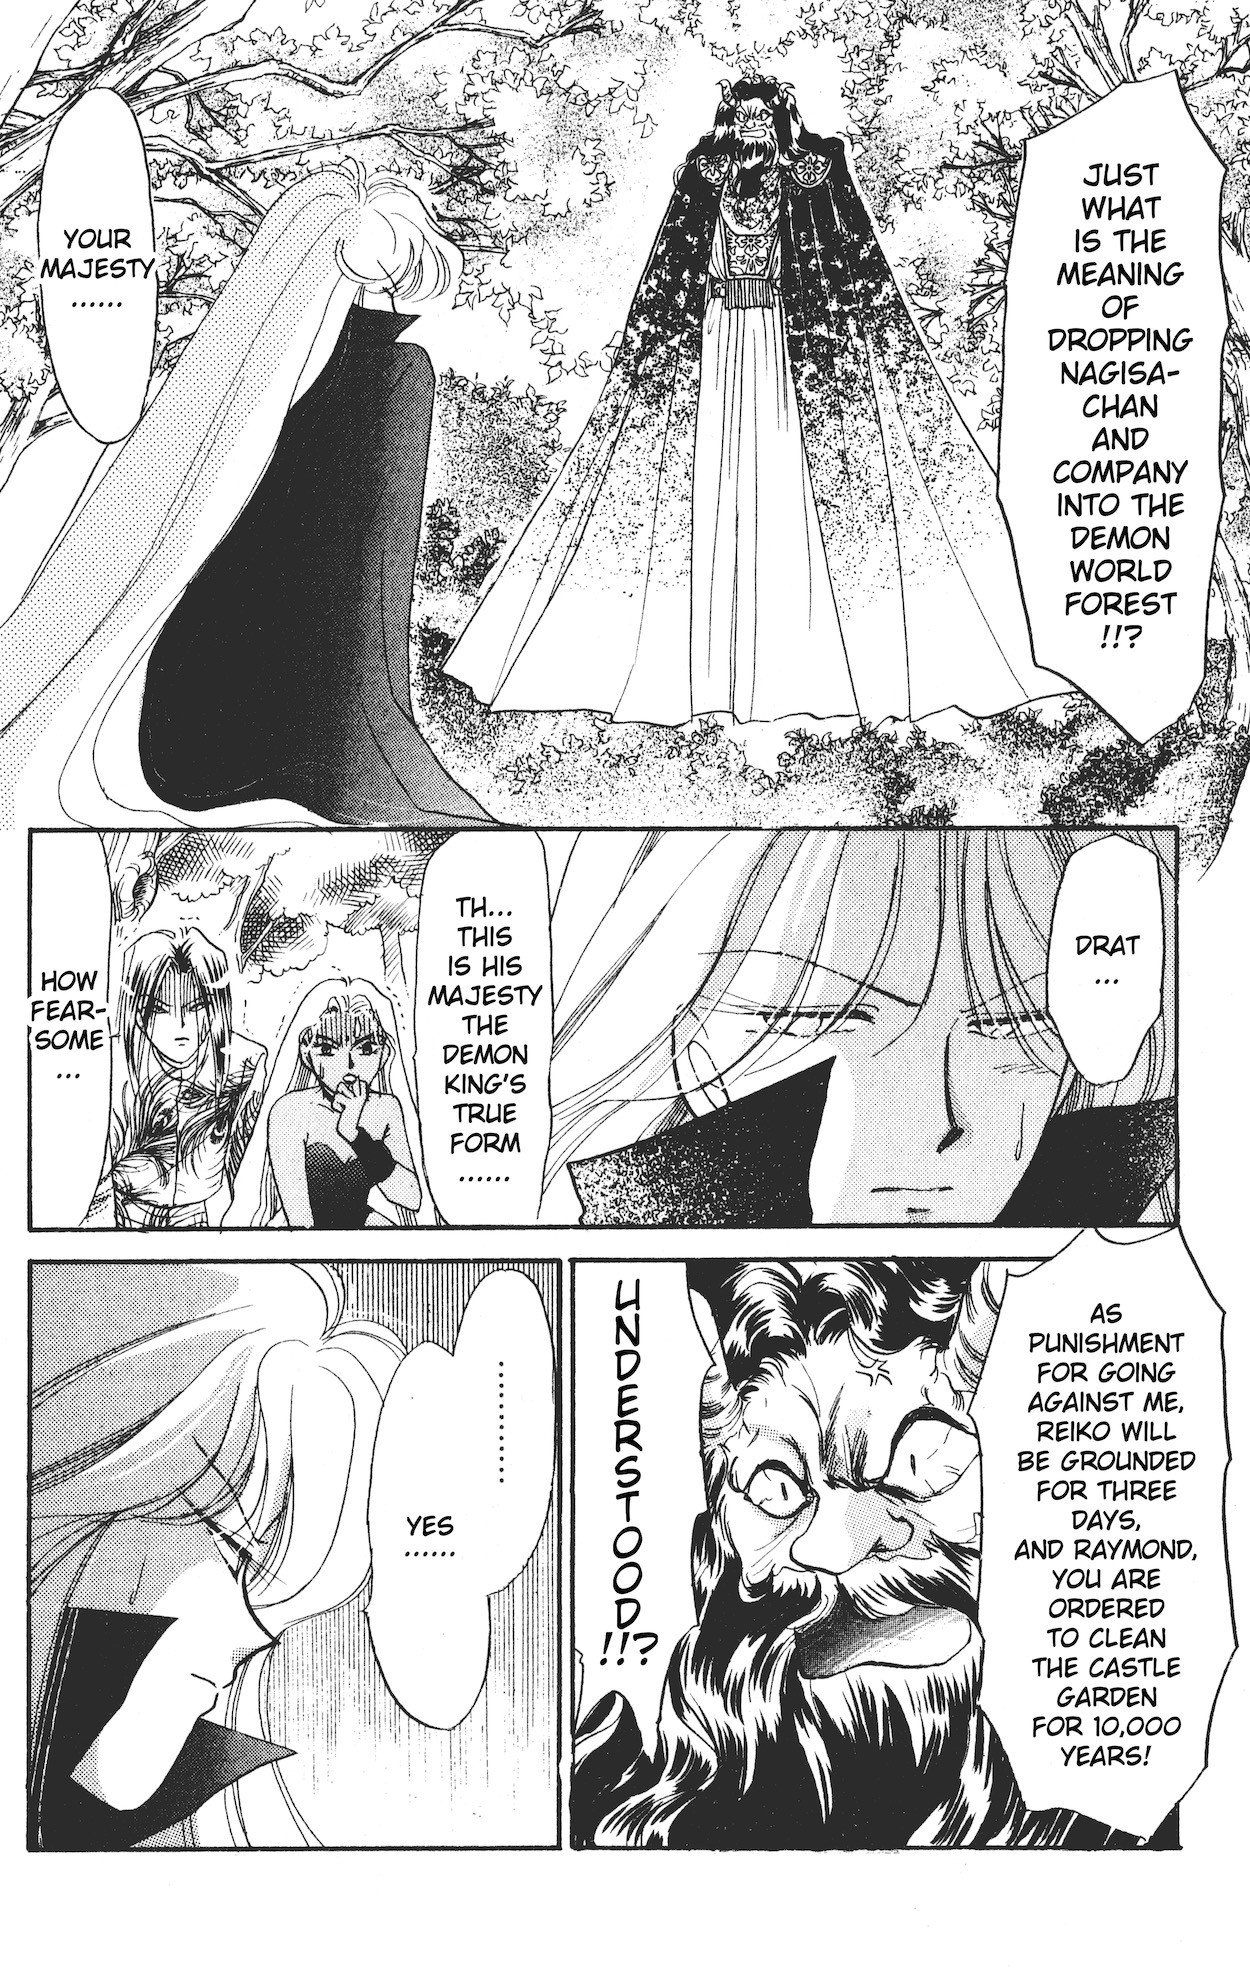 JUST
WHAT
IS THE
MEANING
OF
DROPPING
NAGISA-
CHAN
AND
COMPANY
INTO THE
DEMON
WORLD
FOREST
!!?
YOUR
MAJESTY
......
DRAT
...
TH...
THIS
IS HIS
MAJESTY
THE
DEMON
KING'S
TRUE
FORM
......
HOW
FEAR-
SOME
...
AS
PUNISHMENT
FOR GOING
AGAINST ME,
REIKO WILL
BE GROUNDED
FOR THREE
DAYS,
AND RAYMOND,
YOU ARE
ORDERED
TO CLEAN
THE CASTLE
GARDEN
FOR 10,000
YEARS!
UNDERSTOOD
!!?
.........
YES
......